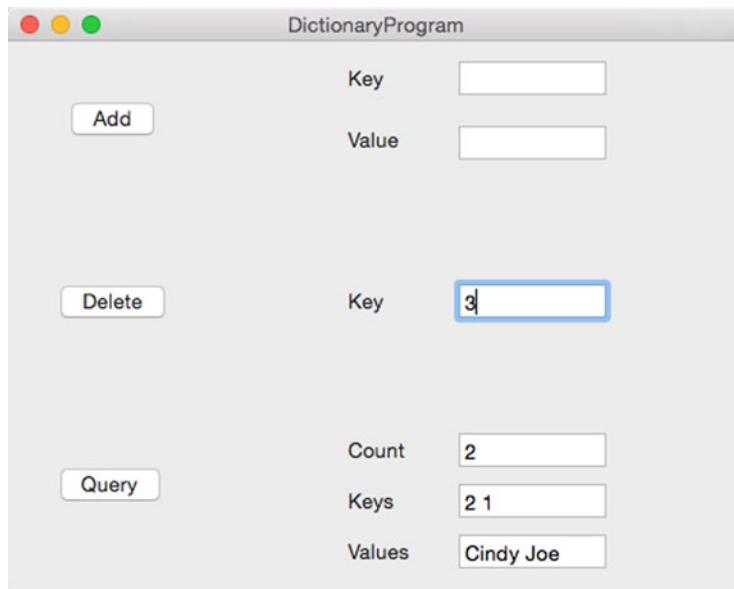 DictionaryProgram
Key
Add
Value
Delete Key 3
Count 2
Query
Keys 2 1
Values Cindy Joe